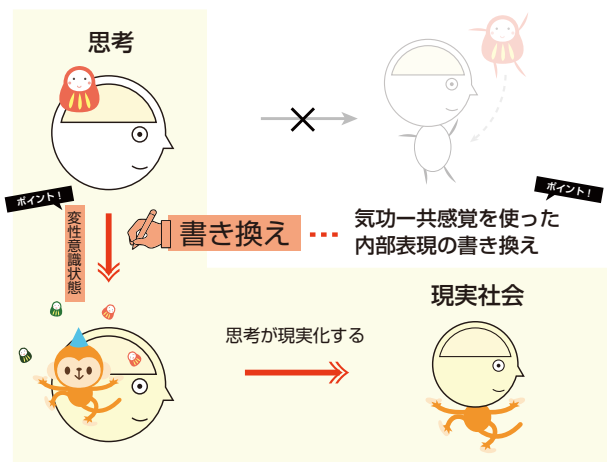 思考
ポイント!
変性意識状態
書き換え
気功―共感覚を使った
内部表現の書き換え
ポイント!
現実社会
思考が現実化する